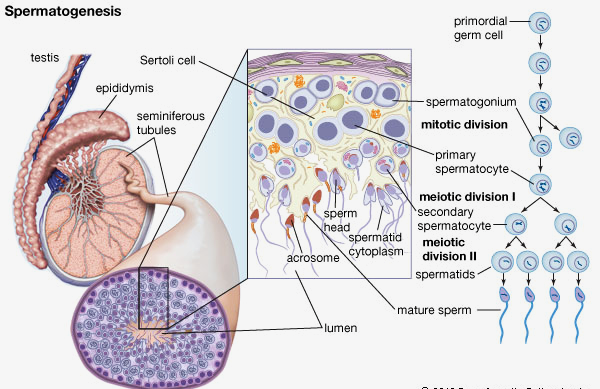 Spermatogenesis
testis
epididymis
seminiferous
tubules
Sertoli cell
sperm
head
spermatid
cytoplasm
acrosome
lumen
primordial
germ cell
spermatogonium
mitotic division
primary
spermatocyte
meiotic division I
secondary
spermatocyte
meiotic
division II
spermatids
mature sperm